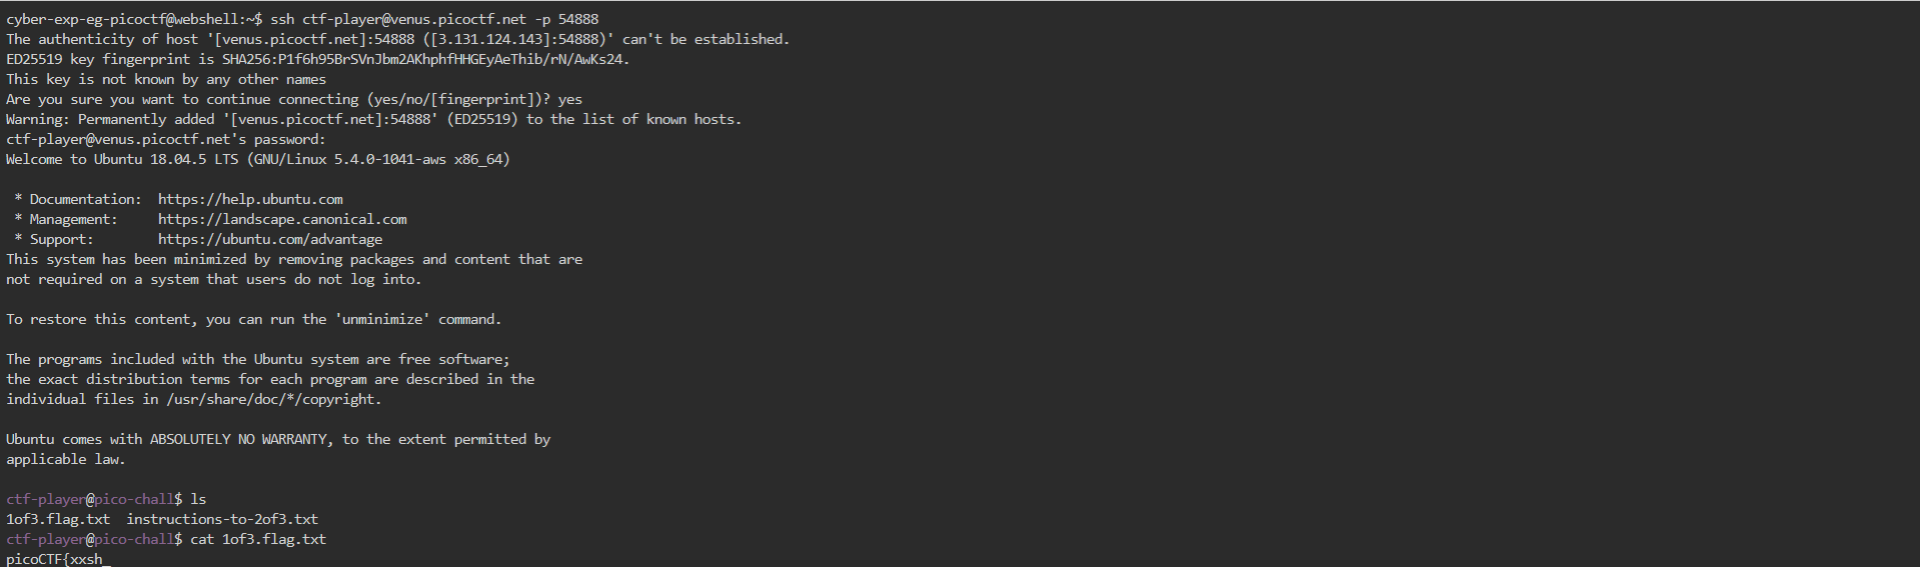 cyber-exp-eg-picoctf@webshell:~$ ssh ctf-player@venus.picoctf.net -p 54888
The authenticity of host '[venus.picoctf.net]:54888 ([3.131.124.143]:54888)' can't be established.
ED25519 key fingerprint is SHA256:P1f6h95BrSVnJbm2AKhphfHHGEyAeThib/rN/AwKs24.
This key is not known by any other names
Are you sure you want to continue connecting (yes/no/[fingerprint])? yes
Warning: Permanently added '[venus.picoctf.net]:54888' (ED25519) to the list of known hosts.
ctf-player@venus.picoctf.net's password:
Welcome to Ubuntu 18.04.5 LTS (GNU/Linux 5.4.0-1041-aws x86_64)

 * Documentation:  https://help.ubuntu.com
 * Management:     https://landscape.canonical.com
 * Support:        https://ubuntu.com/advantage
This system has been minimized by removing packages and content that are
not required on a system that users do not log into.

To restore this content, you can run the 'unminimize' command.

The programs included with the Ubuntu system are free software;
the exact distribution terms for each program are described in the
individual files in /usr/share/doc/*/copyright.

Ubuntu comes with ABSOLUTELY NO WARRANTY, to the extent permitted by
applicable law.

ctf-player@pico-chall$ ls
1of3.flag.txt  instructions-to-2of3.txt
ctf-player@pico-chall$ cat 1of3.flag.txt
picoCTF{xxsh_